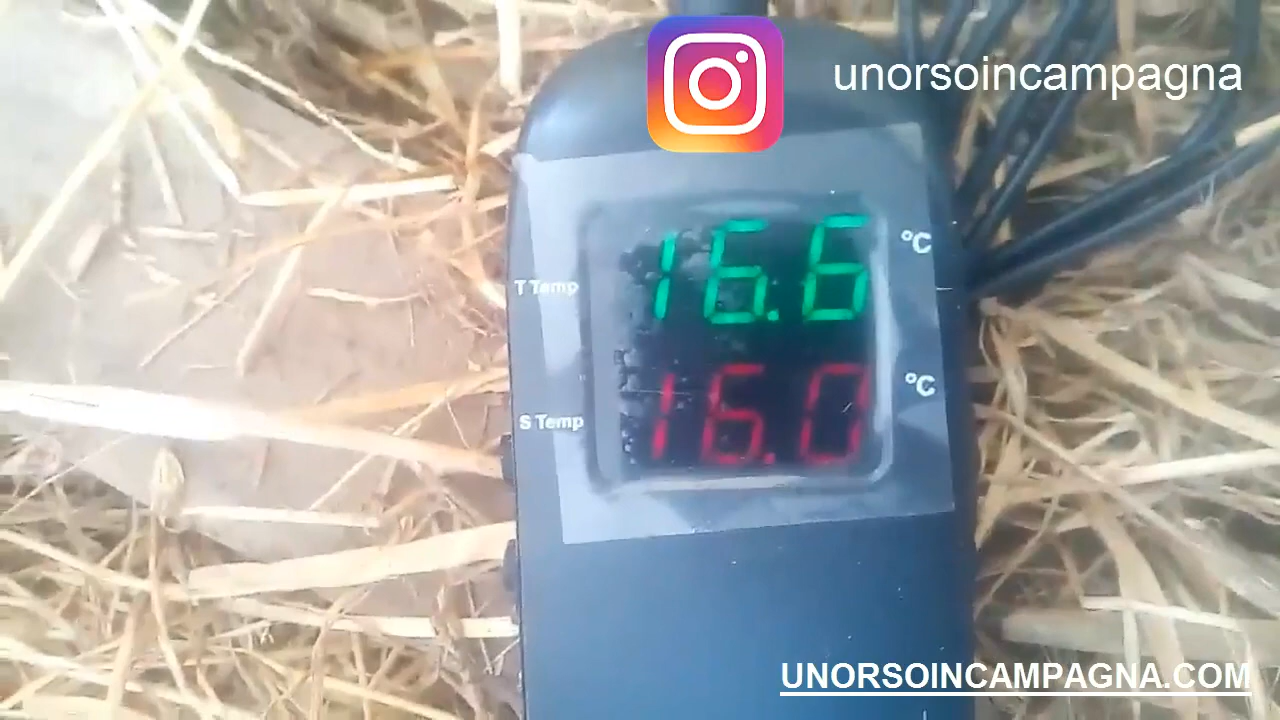 unorsoincampagna
16.6 °C
T Temp
16.0 °C
S Temp
UNORSOINCAMPAGNA.COM